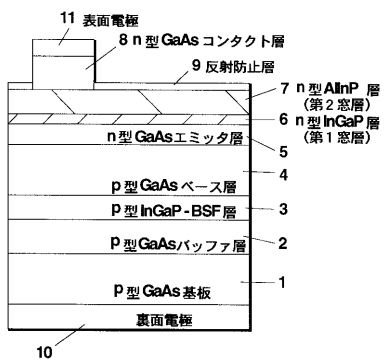 11 表面電極
8 n 型 GaAs コンタクト層
9 反射防止層
7 n 型 AlInP 層
(第2窓層)
6 n 型 InGaP 層
(第1窓層)
n 型 GaAs エミッタ層
5
4
p 型 GaAs ベース層
p 型 InGaP - BSF 層
3
p 型 GaAs バッファ層
2
1
p 型 GaAs 基板
裏面電極
10